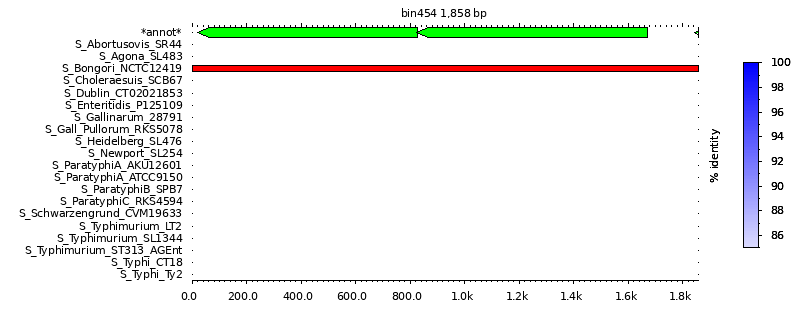 bin454 1,858 bp
*annot*
S_Abortusovis_SR44
S_Agona_SL483
S_Bongori_NCTC12419
S_Choleraesuis_SCB67
S_Dublin_CT02021853
S_Enteritidis_P125109
S_Gallinarum_28791
S_Gall_Pullorum_RKS5078
S_Heidelberg_SL476
S_Newport_SL254
S_ParatyphiA_AKU12601
S_ParatyphiA_ATCC9150
S_ParatyphiB_SPB7
S_ParatyphiC_RKS4594
S_Schwarzengrund_CVM19633
S_Typhimurium_LT2
S_Typhimurium_SL1344
S_Typhimurium_ST313_AGEnt
S_Typhi_CT18
S_Typhi_Ty2
0.0 200.0 400.0 600.0 800.0 1.0k 1.2k 1.4k 1.6k 1.8k
% identity
100
98
96
94
92
90
88
86